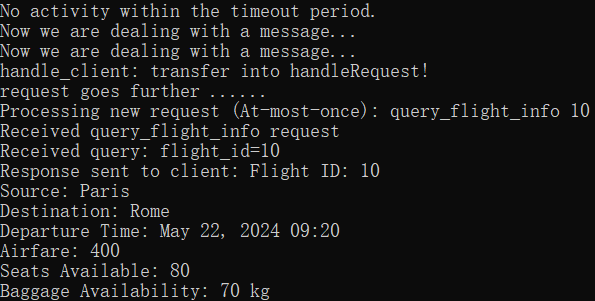 No activity within the timeout period.
Now we are dealing with a message...
Now we are dealing with a message...
handle_client: transfer into handleRequest!
request goes further ......
Processing new request (At-most-once): query_flight_info 10
Received query_flight_info request
Received query: flight_id=10
Response sent to client: Flight ID: 10
Source: Paris
Destination: Rome
Departure Time: May 22, 2024 09:20
Airfare: 400
Seats Available: 80
Baggage Availability: 70 kg